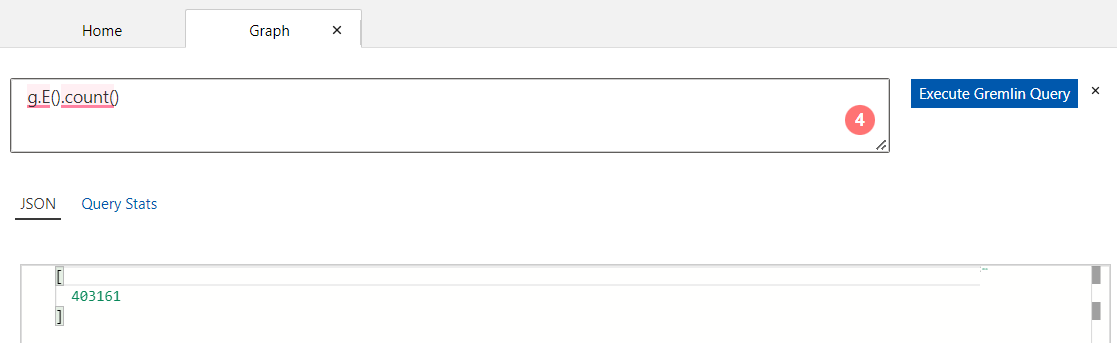 Home
Graph ×
g.E().count()
Execute Gremlin Query ×
4
JSON
Query Stats
[
403161
]